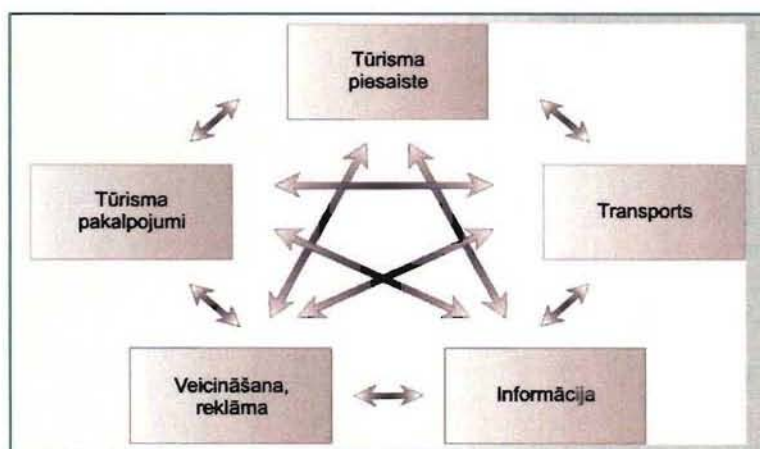 Tūrisma
piesaiste
Tūrisma
pakalpojumi
Transports
Veicināšana,
reklāma
Informācija